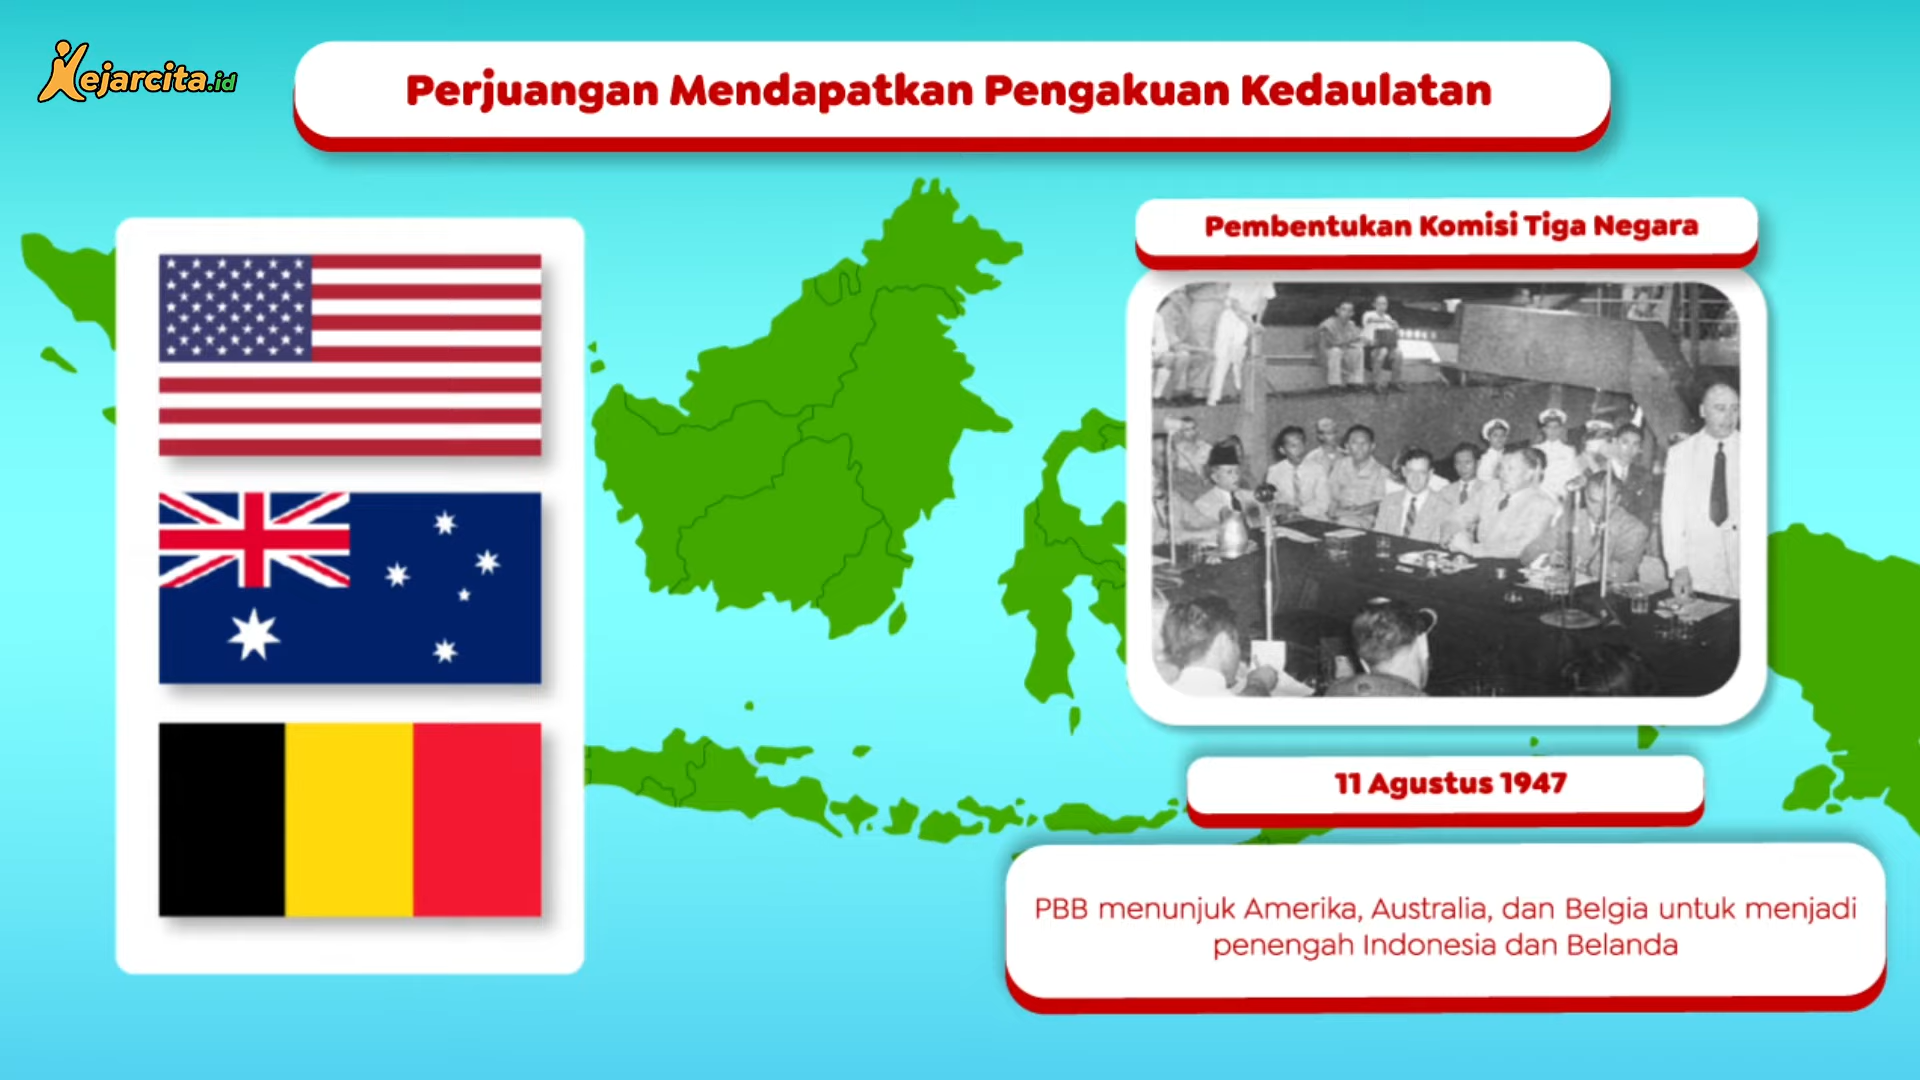 Kejarcita.id
Perjuangan Mendapatkan Pengakuan Kedaulatan
Pembentukan Komisi Tiga Negara
11 Agustus 1947
PBB menunjuk Amerika, Australia, dan Belgia untuk menjadi
penengah Indonesia dan Belanda